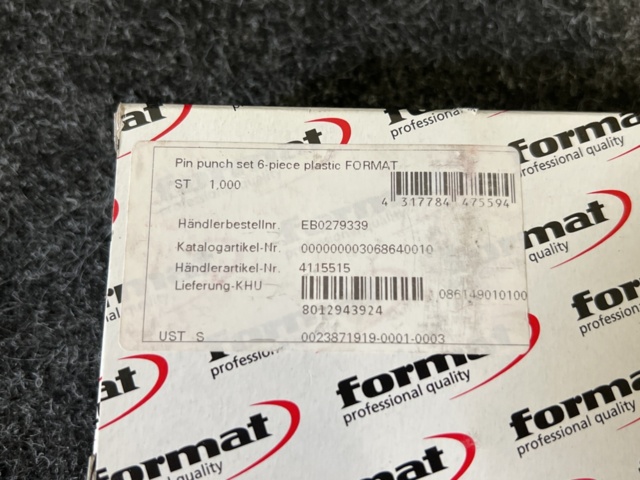 format
professional
format
professional quality
Pin punch set 6-piece plastic FORMAT
ST 1,000
4 317784 475594
Händlerbestellnr. EB0279339
Katalogartikel-Nr. 000000003068640010
Händlerartikel-Nr. 4115515
Lieferung-KHU 086149010100
8012943924
UST S 0023871919-0001-0003
format
professional quality
format
professional quality
format
professional quality